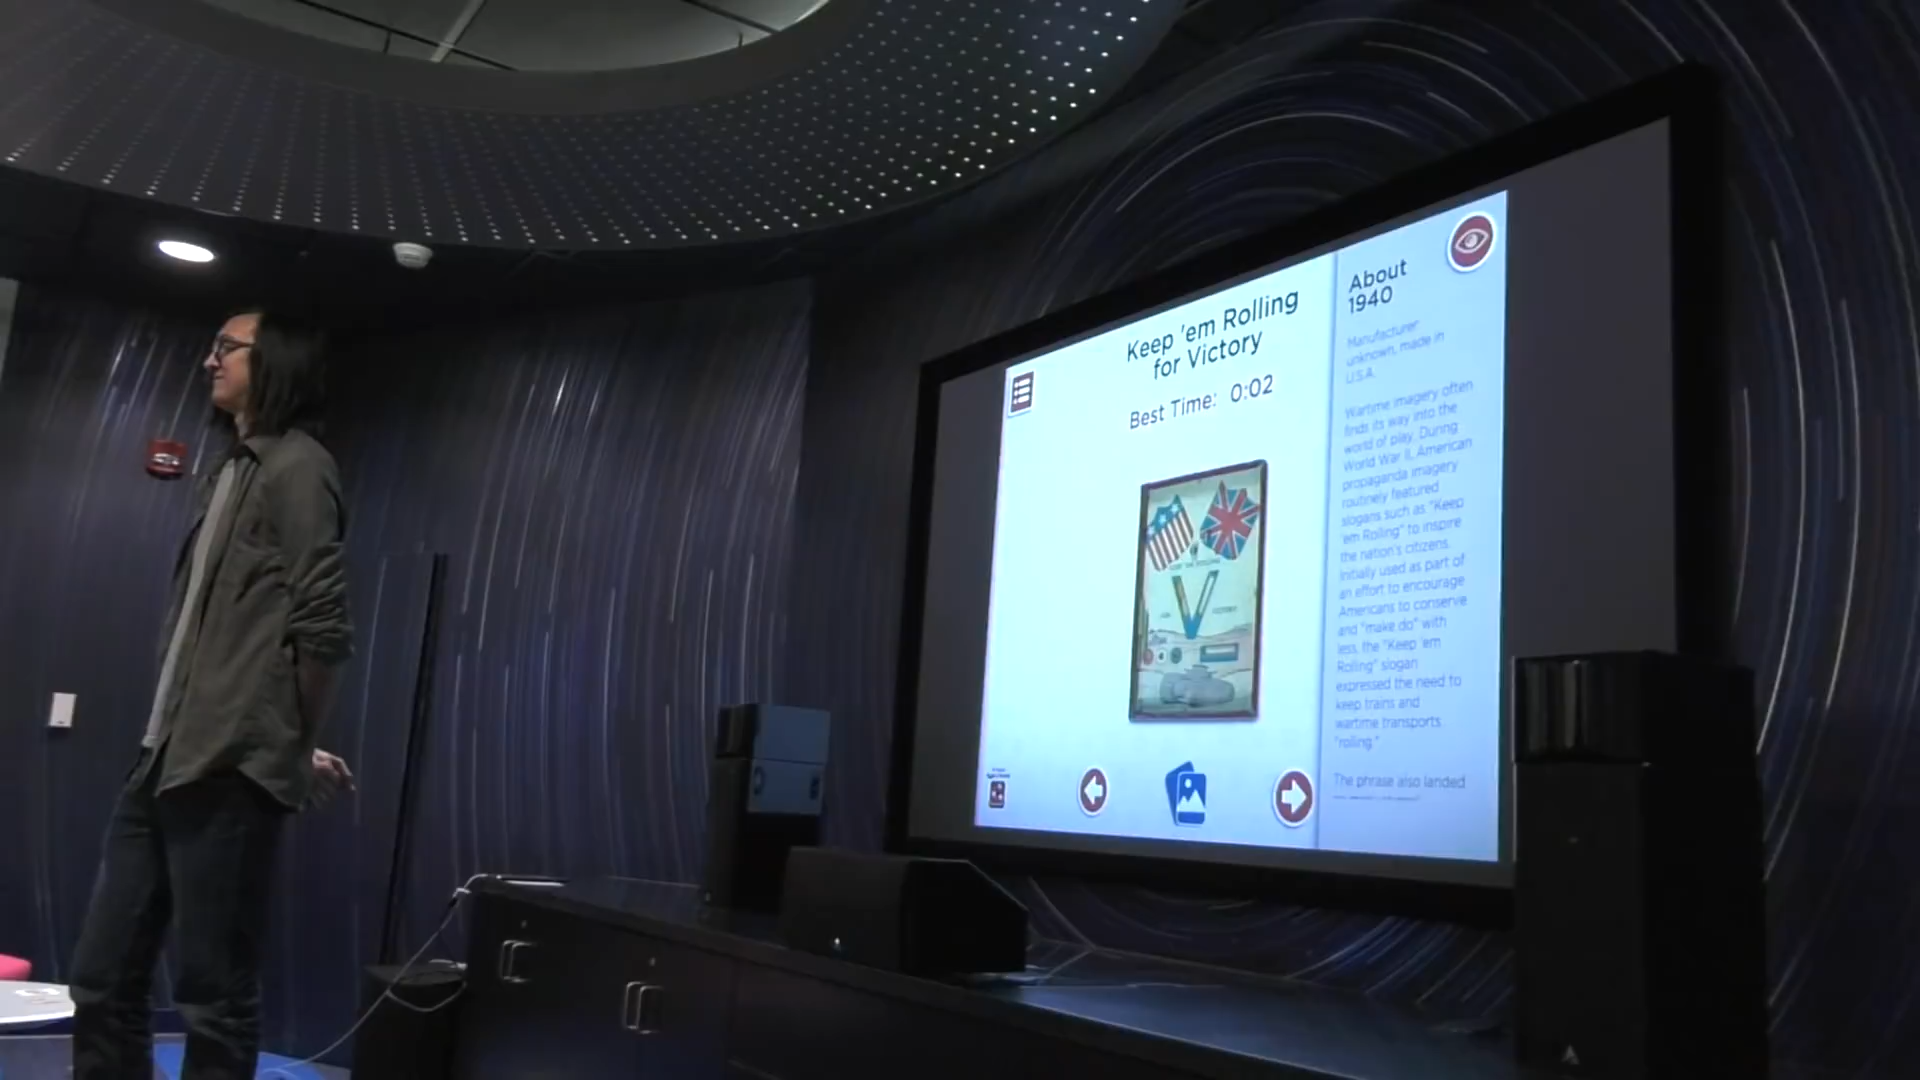 Keep 'em Rolling
for Victory
Best Time: 0:02
V
About
1940
Manufacturer
unknown, made in
U.S.A.
Wartime imagery often
finds its way into the
world of play. During
World War II, American
propaganda imagery
routinely featured
slogans such as "Keep
'em Rolling" to inspire
the nation's citizens.
Initially used as part of
an effort to encourage
Americans to conserve
and "make do" with
less, the "Keep 'em
Rolling" slogan
expressed the need to
keep trains and
wartime transports
"rolling."
The phrase also landed